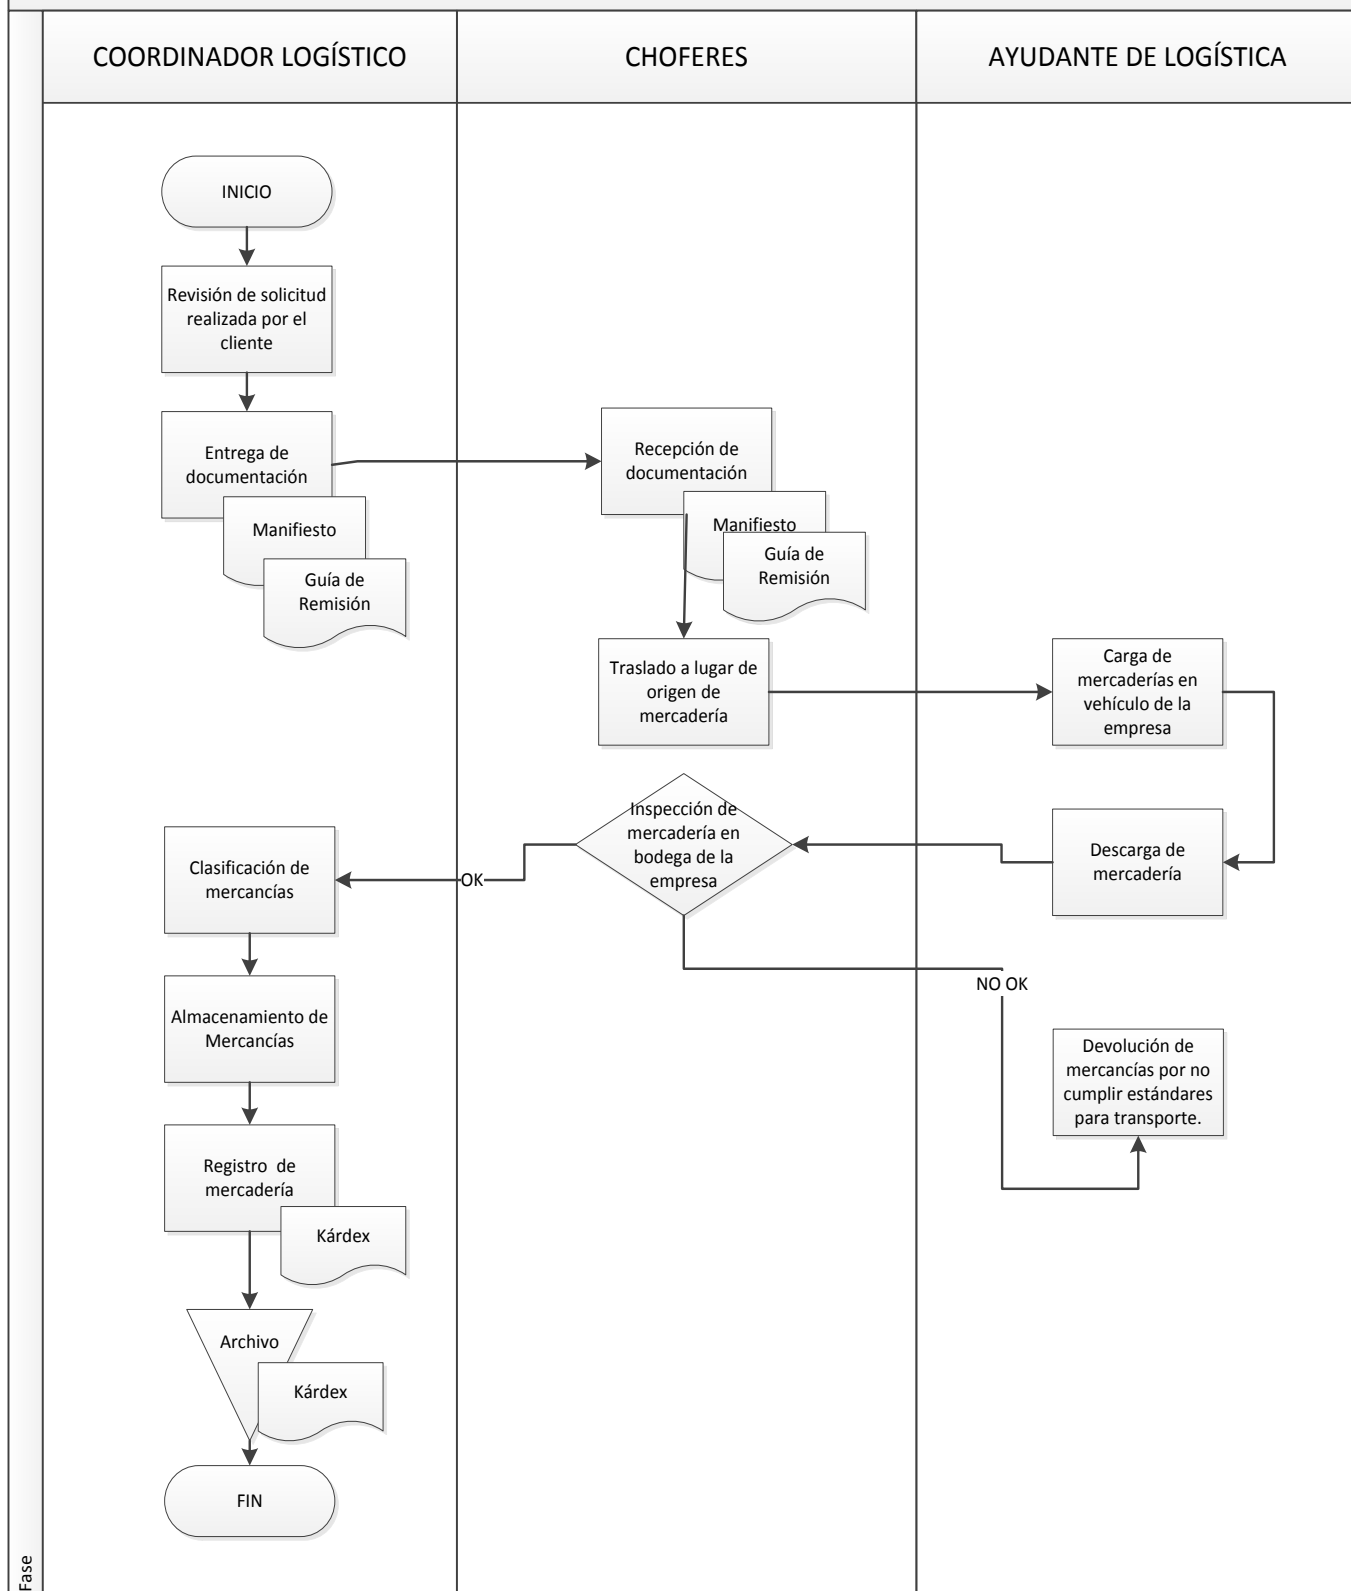 COORDINADOR LOGÍSTICO
CHOFERES
AYUDANTE DE LOGÍSTICA
INICIO
Revisión de solicitud
realizada por el
cliente
Entrega de
documentación
Manifiesto
Guía de
Remisión
Recepción de
documentación
Manifiesto
Guía de
Remisión
Traslado a lugar de
origen de
mercadería
Carga de
mercaderías en
vehículo de la
empresa
Descarga de
mercadería
Inspección de
mercadería en
bodega de la
empresa
OK
NO OK
Devolución de
mercancías por no
cumplir estándares
para transporte.
Clasificación de
mercancías
Almacenamiento de
Mercancías
Registro de
mercadería
Kárdex
Archivo
Kárdex
FIN
Fase